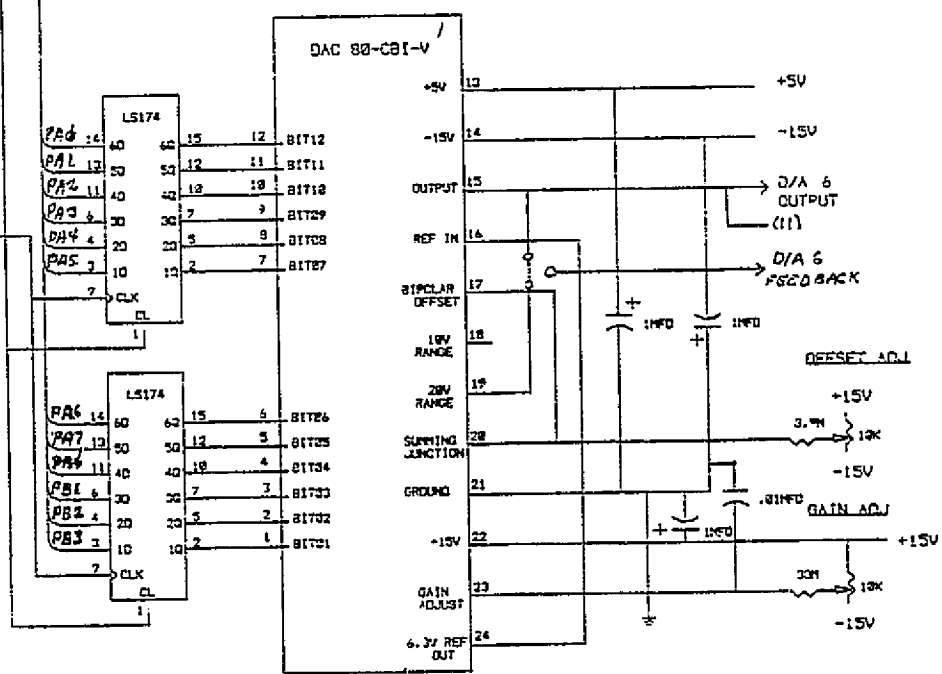 DAC 80-CBI-V
LS174
PA0 14 6D 6Q 15 12 BIT12
PA1 13 5D 5Q 12 11 BIT11
PA2 11 4D 4Q 10 10 BIT10
PA3 6 3D 3Q 7 9 BIT09
PA4 4 2D 2Q 5 8 BIT08
PA5 3 1D 1Q 2 7 BIT07
7 CLK
CL
1
LS174
PA6 14 6D 6Q 15 6 BIT06
PA7 13 5D 5Q 12 5 BIT05
11 4D 4Q 10 4 BIT04
PB1 6 3D 3Q 7 3 BIT03
PB2 4 2D 2Q 5 2 BIT02
PB3 3 1D 1Q 2 1 BIT01
7 CLK
CL
1
+5V 13 +5V
-15V 14 -15V
OUTPUT 15 D/A 6
OUTPUT
(11)
REF IN 16
D/A 6
FEEDBACK
BIPOLAR
OFFSET 17
+ 1MFD
+ 1MFD
10V
RANGE 18
20V
RANGE 19
OFFSET ADJ
+15V
SUMMING
JUNCTION 20
3.9M
10K
-15V
GROUND 21
.01MFD
+ 1MFD
GAIN ADJ
+15V 22 +15V
GAIN
ADJUST 23
33M
10K
-15V
6.3V REF
OUT 24